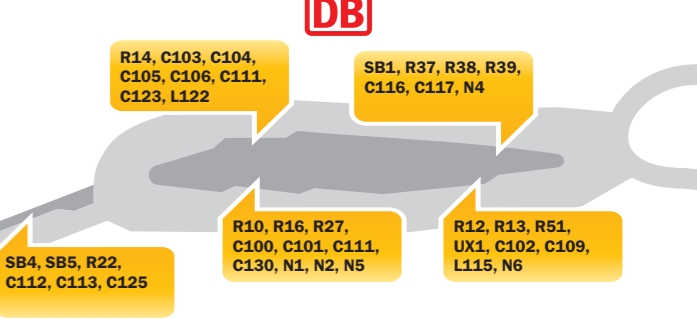 DB
R14, C103, C104,
C105, C106, C111,
C123, L122
SB1, R37, R38, R39,
C116, C117, N4
R10, R16, R27,
C100, C101, C111,
C130, N1, N2, N5
R12, R13, R51,
UX1, C102, C109,
L115, N6
SB4, SB5, R22,
C112, C113, C125